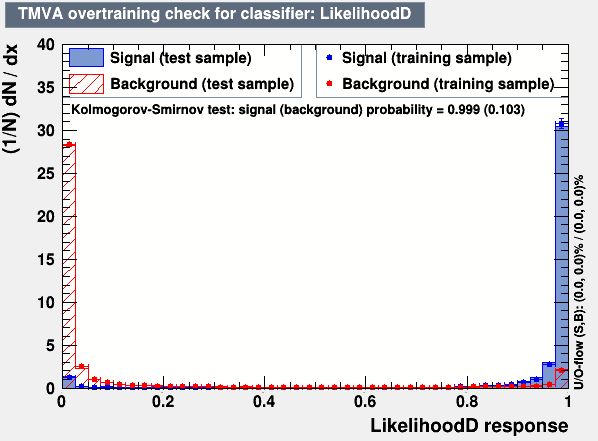 TMVA overtraining check for classifier: LikelihoodD
(1/N) dN / dx
40
35
30
25
20
15
10
5
0
Signal (test sample)
Background (test sample)
Signal (training sample)
Background (training sample)
Kolmogorov-Smirnov test: signal (background) probability = 0.999 (0.103)
U/O-flow (S,B): (0.0, 0.0)% / (0.0, 0.0)%
0 0.2 0.4 0.6 0.8 1
LikelihoodD response